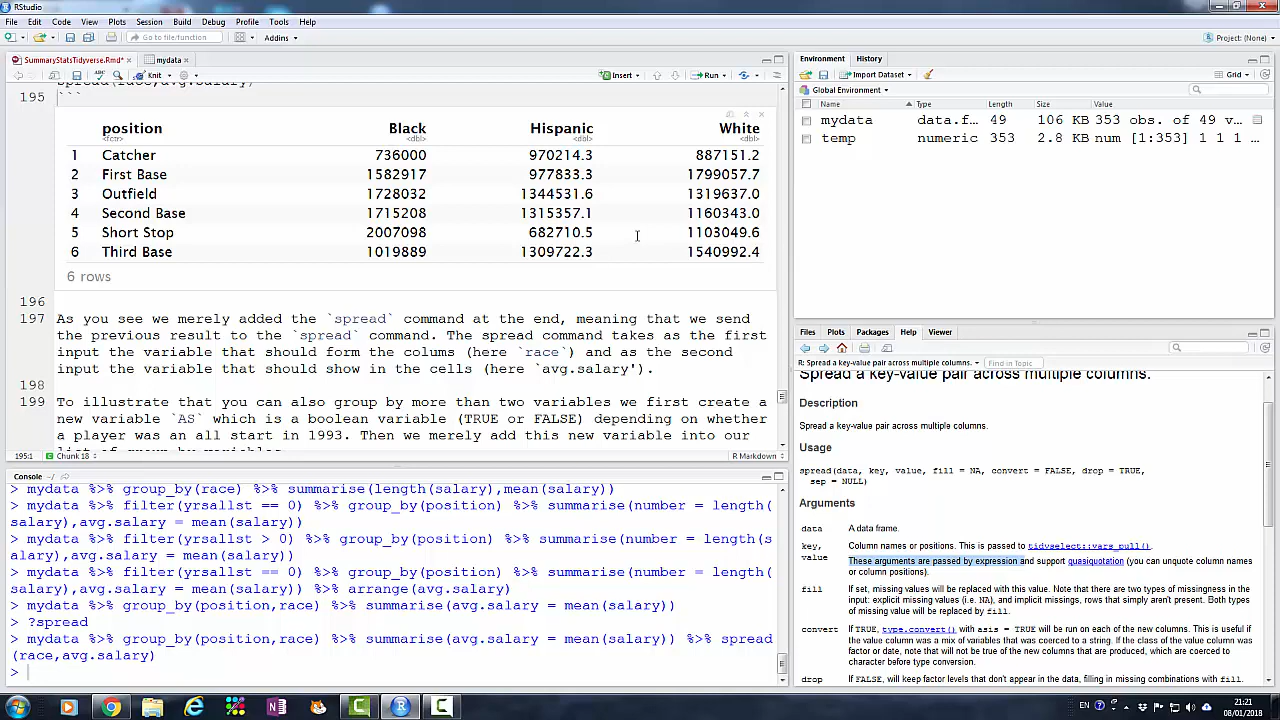 RStudio
File Edit Code View Plots Session Build Debug Profile Tools Help
Go to file/function Addins Project: (None)
SummaryStatsTidyverse.Rmd* mydata
Knit Insert Run
195 ```
position Black Hispanic White
<fctr> <dbl> <dbl> <dbl>
1 Catcher 736000 970214.3 887151.2
2 First Base 1582917 977833.3 1799057.7
3 Outfield 1728032 1344531.6 1319637.0
4 Second Base 1715208 1315357.1 1160343.0
5 Short Stop 2007098 682710.5 1103049.6
6 Third Base 1019889 1309722.3 1540992.4
6 rows
196
197 As you see we merely added the `spread` command at the end, meaning that we send
the previous result to the `spread` command. The spread command takes as the first
input the variable that should form the colums (here `race`) and as the second
input the variable that should show in the cells (here `avg.salary').
198
199 To illustrate that you can also group by more than two variables we first create a
new variable `AS` which is a boolean variable (TRUE or FALSE) depending on whether
a player was an all start in 1993. Then we merely add this new variable into our
195:1 Chunk 18 R Markdown
Console ~/
> mydata %>% group_by(race) %>% summarise(length(salary),mean(salary))
> mydata %>% filter(yrsallst == 0) %>% group_by(position) %>% summarise(number = length(
salary),avg.salary = mean(salary))
> mydata %>% filter(yrsallst > 0) %>% group_by(position) %>% summarise(number = length(s
alary),avg.salary = mean(salary))
> mydata %>% filter(yrsallst == 0) %>% group_by(position) %>% summarise(number = length(
salary),avg.salary = mean(salary)) %>% arrange(avg.salary)
> mydata %>% group_by(position,race) %>% summarise(avg.salary = mean(salary))
> ?spread
> mydata %>% group_by(position,race) %>% summarise(avg.salary = mean(salary)) %>% spread
(race,avg.salary)
>
Environment History
Import Dataset Grid
Global Environment
Name Type Length Size Value
mydata data.f… 49 106 KB 353 obs. of 49 v…
temp numeric 353 2.8 KB num [1:353] 1 1 1 …
Files Plots Packages Help Viewer
R: Spread a key-value pair across multiple columns. Find in Topic
Spread a key-value pair across multiple columns.
Description
Spread a key-value pair across multiple columns.
Usage
spread(data, key, value, fill = NA, convert = FALSE, drop = TRUE,
sep = NULL)
Arguments
data A data frame.
key, value Column names or positions. This is passed to tidyselect::vars_pull().
These arguments are passed by expression and support quasiquotation (you can unquote column names
or column positions).
fill If set, missing values will be replaced with this value. Note that there are two types of missingness in the
input: explicit missing values (i.e. NA), and implicit missings, rows that simply aren't present. Both types
of missing value will be replaced by fill.
convert If TRUE, type.convert() with asis = TRUE will be run on each of the new columns. This is useful if
the value column was a mix of variables that was coerced to a string. If the class of the value column was
factor or date, note that will not be true of the new columns that are produced, which are coerced to
character before type conversion.
drop If FALSE, will keep factor levels that don't appear in the data, filling in missing combinations with fill.
EN 21:21
08/01/2018